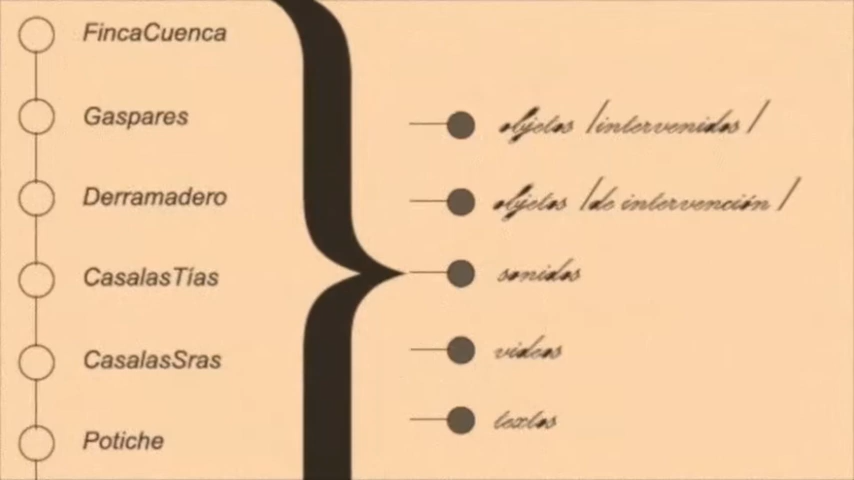 FincaCuenca
Gaspares
Derramadero
CasalasTías
CasalasSras
Potiche
objetos /intervenidos/
objetos /de intervención/
sonidos
videos
textos